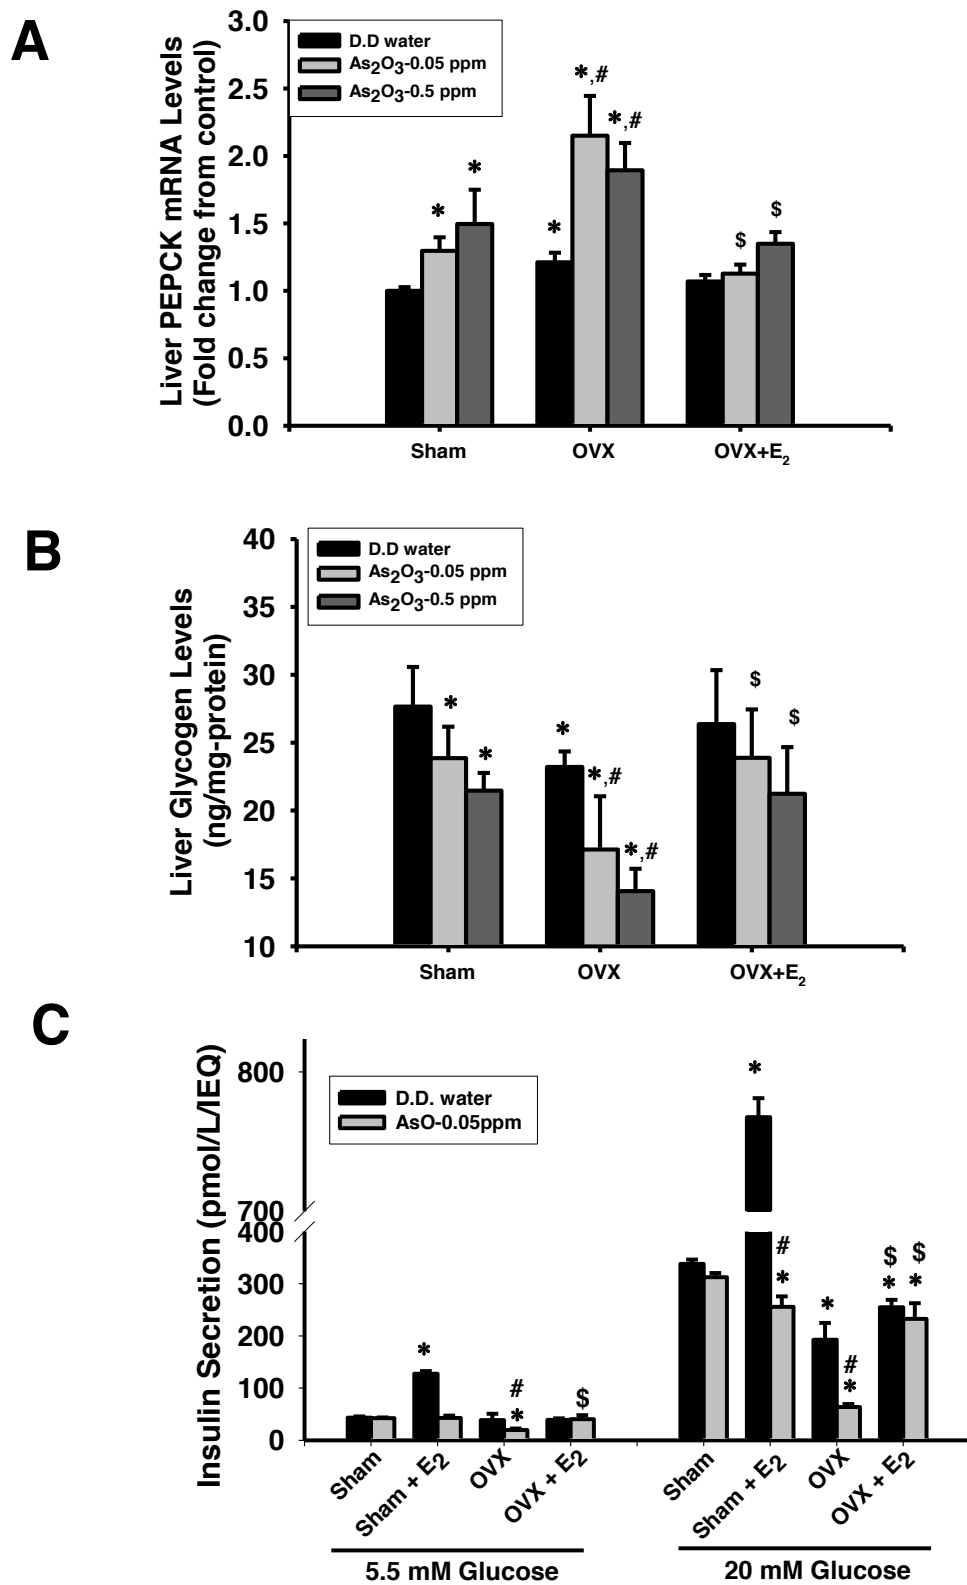 A
Liver PEPCK mRNA Levels
(Fold change from control)
3.0
2.5
2.0
1.5
1.0
0.5
0.0
D.D water
As2O3-0.05 ppm
As2O3-0.5 ppm
*
*
*
*,#
*,#
$
$
Sham
OVX
OVX+E2
B
Liver Glycogen Levels
(ng/mg-protein)
40
35
30
25
20
15
10
D.D water
As2O3-0.05 ppm
As2O3-0.5 ppm
*
*
*
*,#
*,#
$
$
Sham
OVX
OVX+E2
C
Insulin Secretion (pmol/L/IEQ)
800
700
400
300
200
100
0
D.D. water
AsO-0.05ppm
*
#
*
$
*
#
*
*
#
*
$
*
$
*
Sham
Sham + E2
OVX
OVX + E2
Sham
Sham + E2
OVX
OVX + E2
5.5 mM Glucose
20 mM Glucose